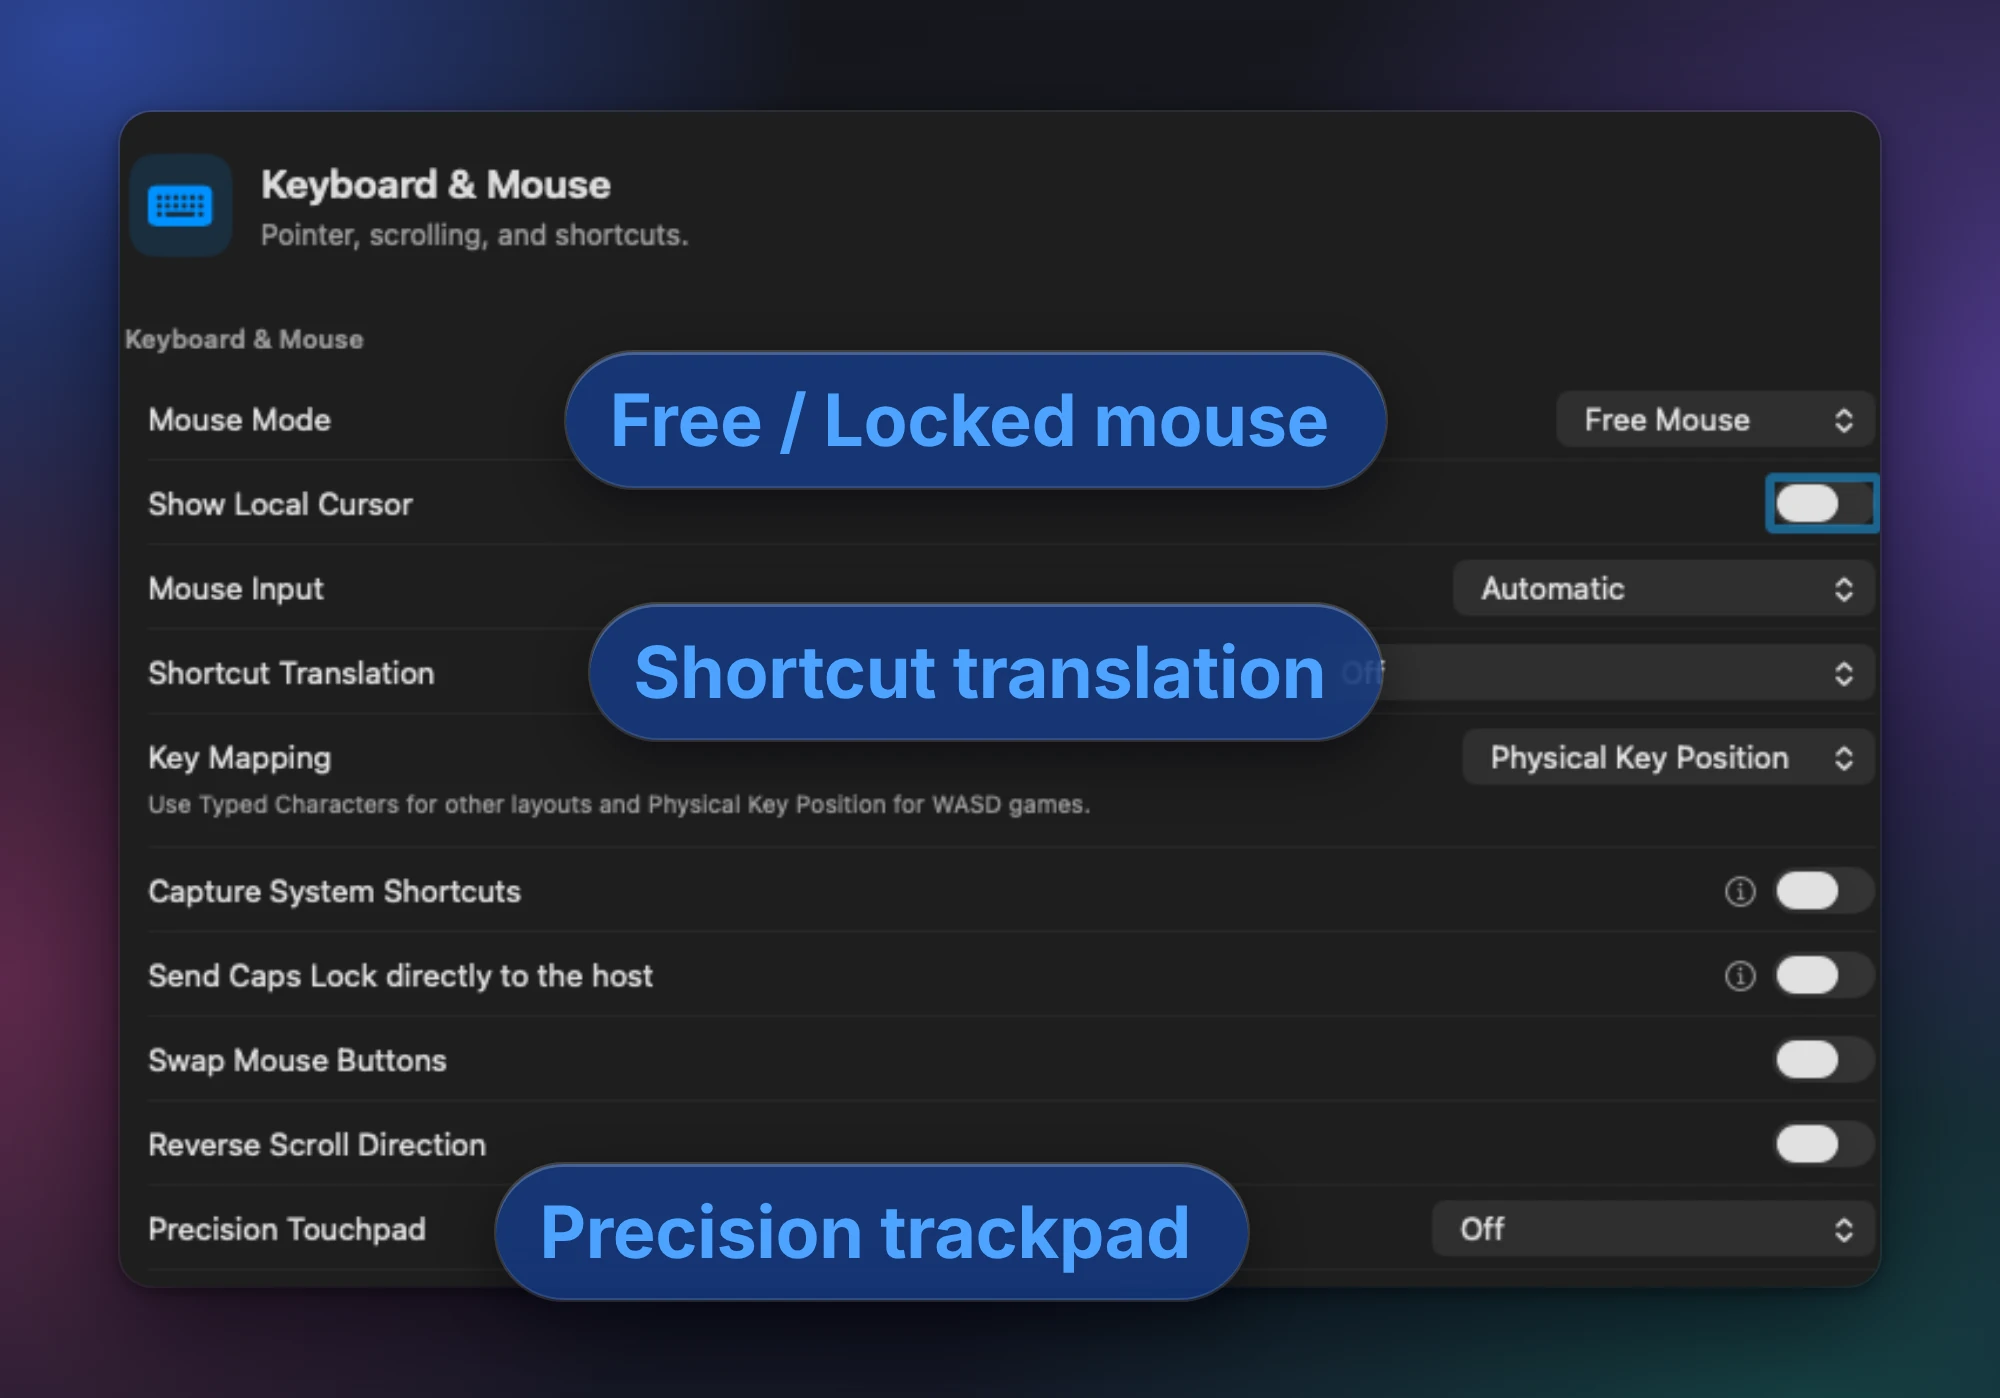 Keyboard & Mouse
Pointer, scrolling, and shortcuts.
Keyboard & Mouse
Mouse Mode
Free / Locked mouse
Free Mouse
Show Local Cursor
Mouse Input
Automatic
Shortcut Translation
Shortcut translation
Off
Key Mapping
Physical Key Position
Use Typed Characters for other layouts and Physical Key Position for WASD games.
Capture System Shortcuts
Send Caps Lock directly to the host
Swap Mouse Buttons
Reverse Scroll Direction
Precision Touchpad
Precision trackpad
Off